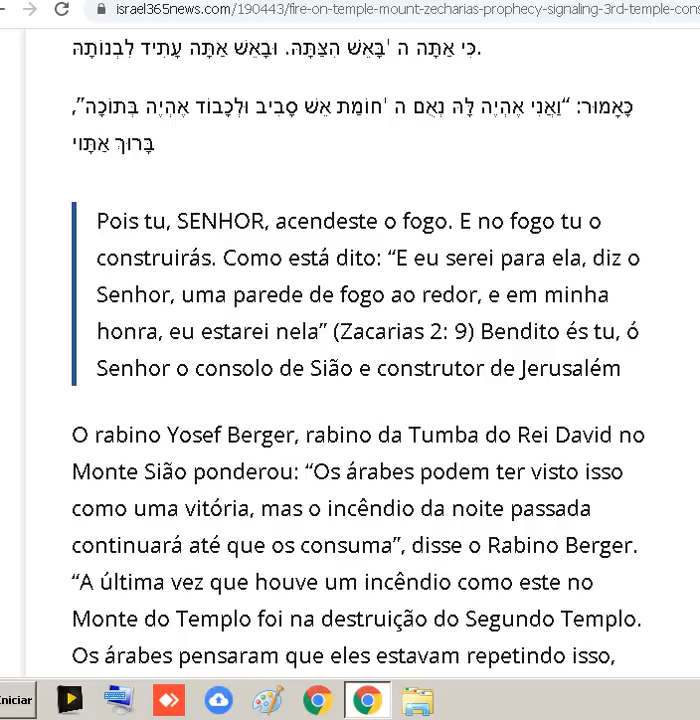 israel365news.com/190443/fire-on-temple-mount-zecharias-prophecy-signaling-3rd-temple-cons
כִּי אַתָּה ה 'בָּאֵשׁ הִצַּתָּהּ. וּבָאֵשׁ אַתָּה עָתִיד לִבְנוֹתָהּ.
כָּאָמוּר: “וַאֲנִי אֶהְיֶה לָּהּ נְאֻם ה 'חוֹמַת אֵשׁ סָבִיב וּלְכָבוֹד אֶהְיֶה בְּתוֹכָהּ”,
בָּרוּךְ אַתָּוי
Pois tu, SENHOR, acendeste o fogo. E no fogo tu o
construirás. Como está dito: “E eu serei para ela, diz o
Senhor, uma parede de fogo ao redor, e em minha
honra, eu estarei nela” (Zacarias 2: 9) Bendito és tu, ó
Senhor o consolo de Sião e construtor de Jerusalém
O rabino Yosef Berger, rabino da Tumba do Rei David no
Monte Sião ponderou: “Os árabes podem ter visto isso
como uma vitória, mas o incêndio da noite passada
continuará até que os consuma”, disse o Rabino Berger.
“A última vez que houve um incêndio como este no
Monte do Templo foi na destruição do Segundo Templo.
Os árabes pensaram que eles estavam repetindo isso,
Iniciar